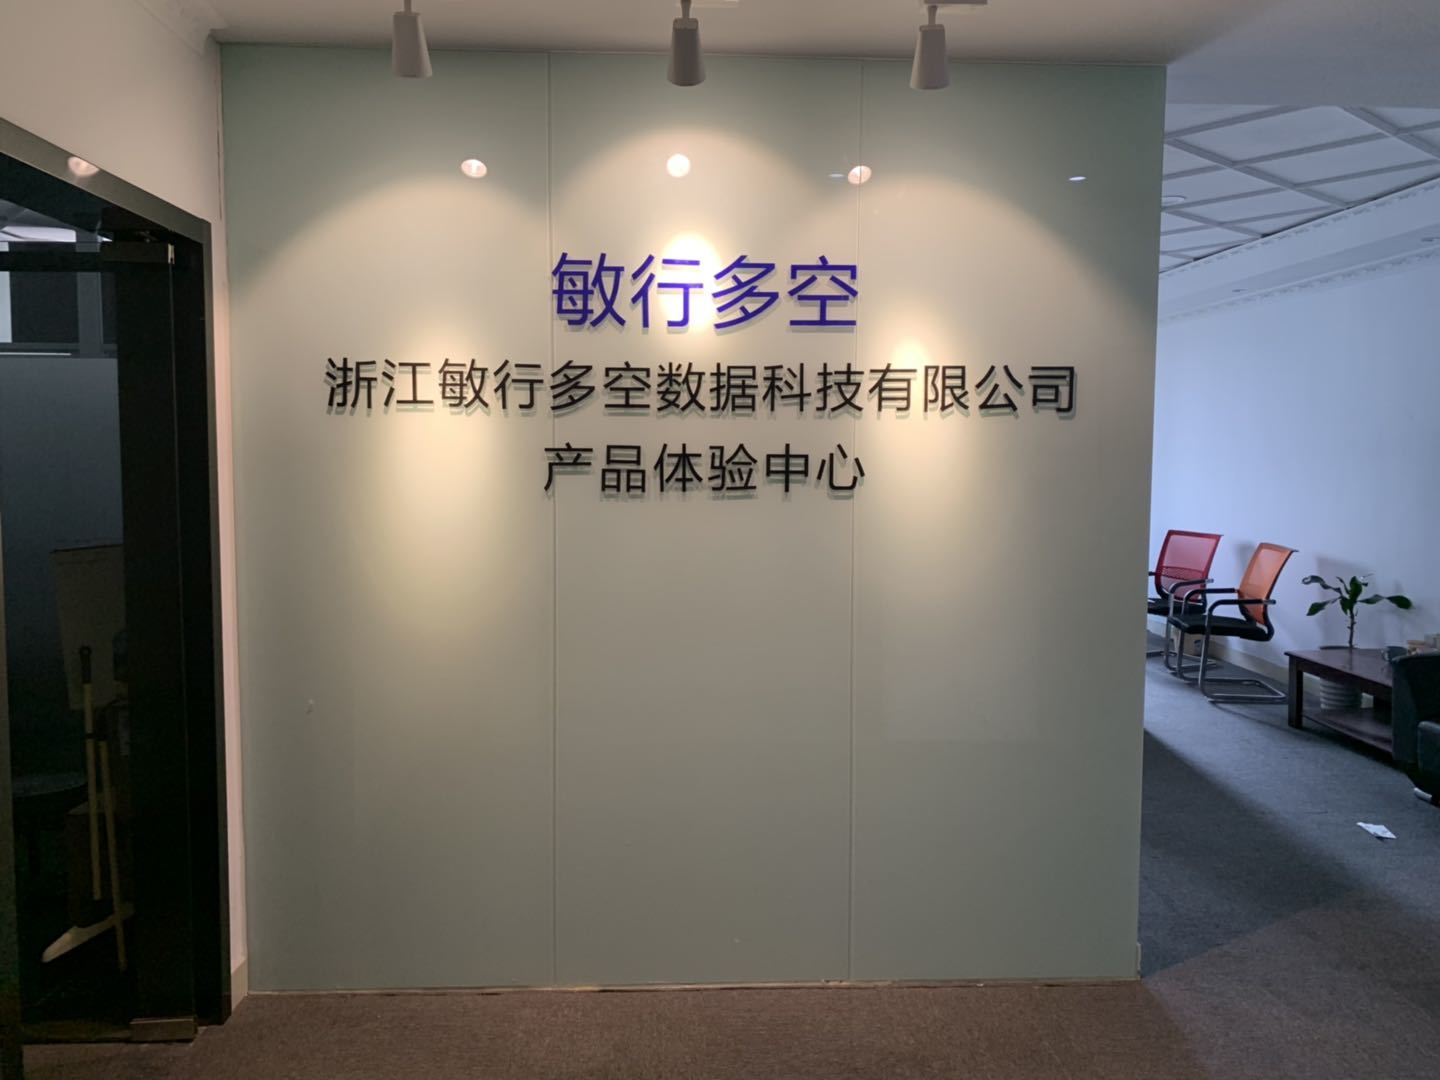 敏行多空
浙江敏行多空数据科技有限公司
产品体验中心